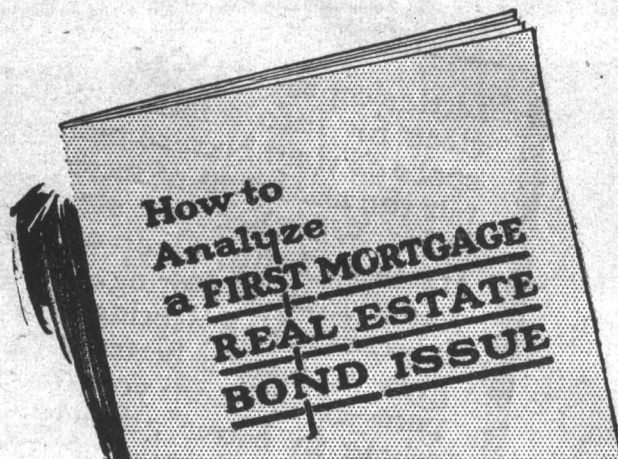 How to
Analyze
a FIRST MORTGAGE
REAL ESTATE
BOND ISSUE